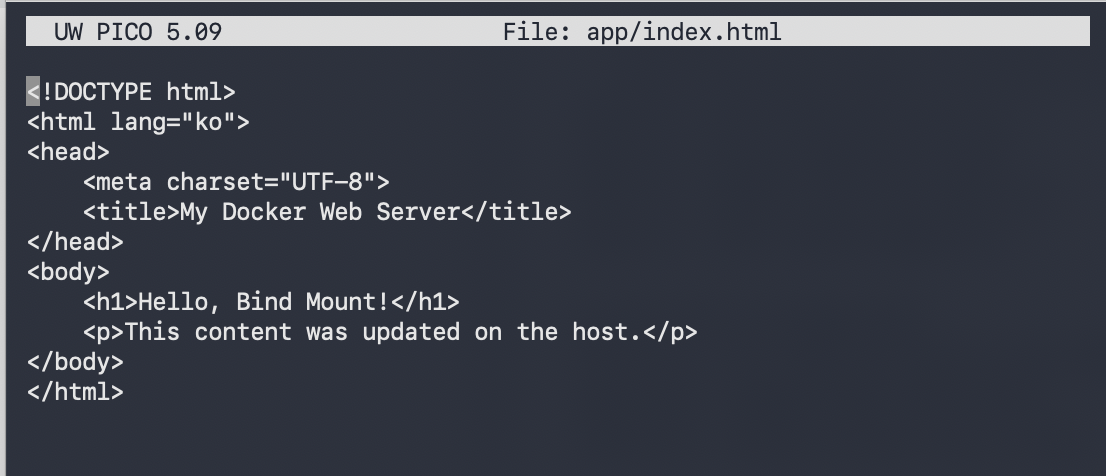 UW PICO 5.09 File: app/index.html
<!DOCTYPE html>
<html lang="ko">
<head>
    <meta charset="UTF-8">
    <title>My Docker Web Server</title>
</head>
<body>
    <h1>Hello, Bind Mount!</h1>
    <p>This content was updated on the host.</p>
</body>
</html>